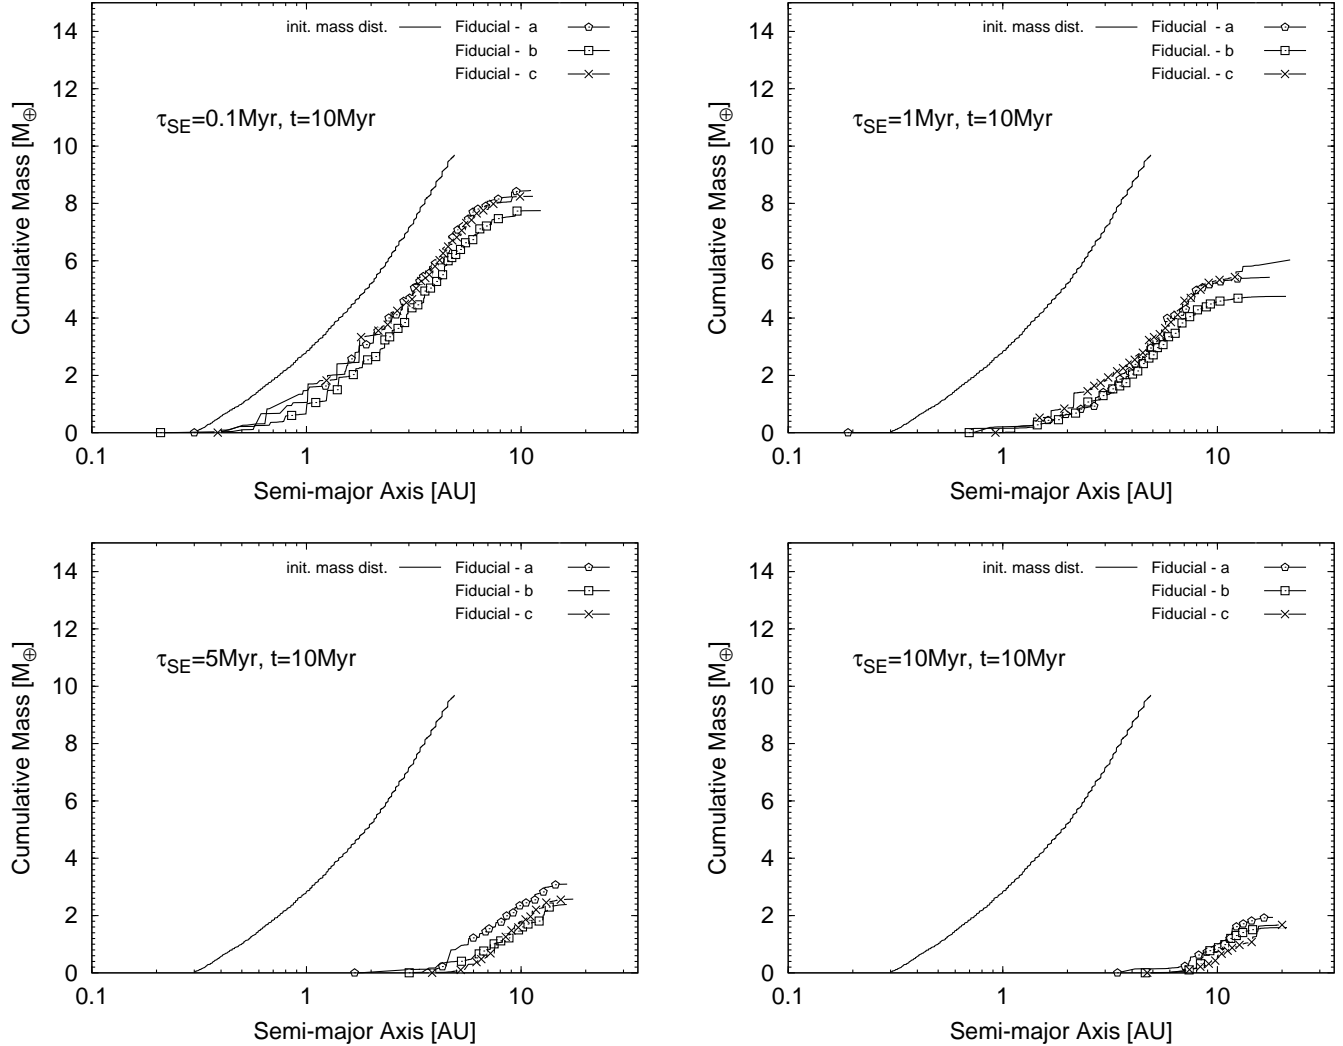 init. mass dist.
Fiducial - a
Fiducial - b
Fiducial - c
τSE=0.1Myr, t=10Myr
Cumulative Mass [M⊕]
14
12
10
8
6
4
2
0
0.1 1 10
Semi-major Axis [AU]
init. mass dist.
Fiducial - a
Fiducial. - b
Fiducial. - c
τSE=1Myr, t=10Myr
Cumulative Mass [M⊕]
14
12
10
8
6
4
2
0
0.1 1 10
Semi-major Axis [AU]
init. mass dist.
Fiducial - a
Fiducial - b
Fiducial - c
τSE=5Myr, t=10Myr
Cumulative Mass [M⊕]
14
12
10
8
6
4
2
0
0.1 1 10
Semi-major Axis [AU]
init. mass dist.
Fiducial - a
Fiducial - b
Fiducial - c
τSE=10Myr, t=10Myr
Cumulative Mass [M⊕]
14
12
10
8
6
4
2
0
0.1 1 10
Semi-major Axis [AU]